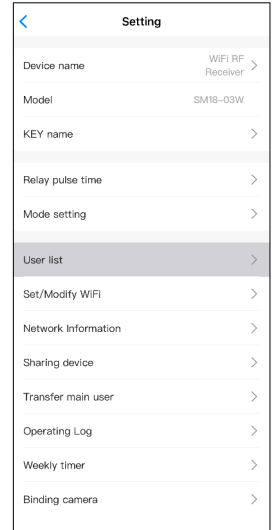 Setting
Device name
WiFi RF
Receiver
Model SM18-03W
KEY name
Relay pulse time
Mode setting
User list
Set/Modify WiFi
Network Information
Sharing device
Transfer main user
Operating Log
Weekly timer
Binding camera